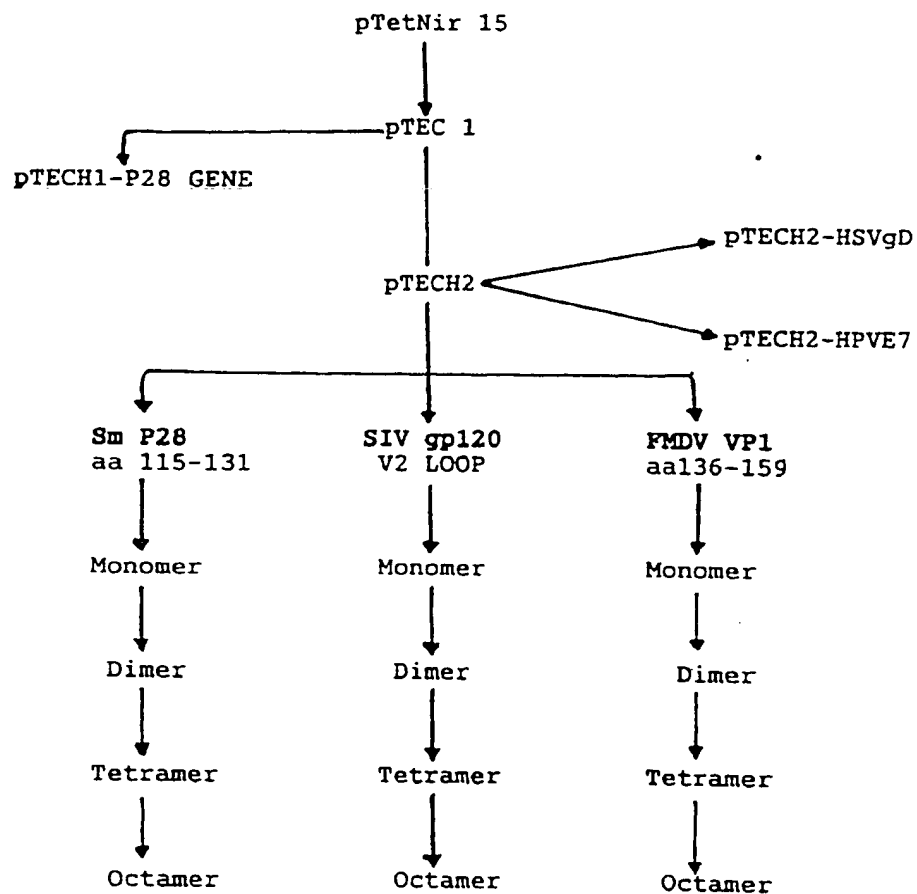 pTetNir 15
pTEC 1
pTECH1-P28 GENE
pTECH2-HSVgD
pTECH2
pTECH2-HPVE7
Sm P28
aa 115-131
SIV gp120
V2 LOOP
FMDV VP1
aa136-159
Monomer
Monomer
Monomer
Dimer
Dimer
Dimer
Tetramer
Tetramer
Tetramer
Octamer
Octamer
Octamer